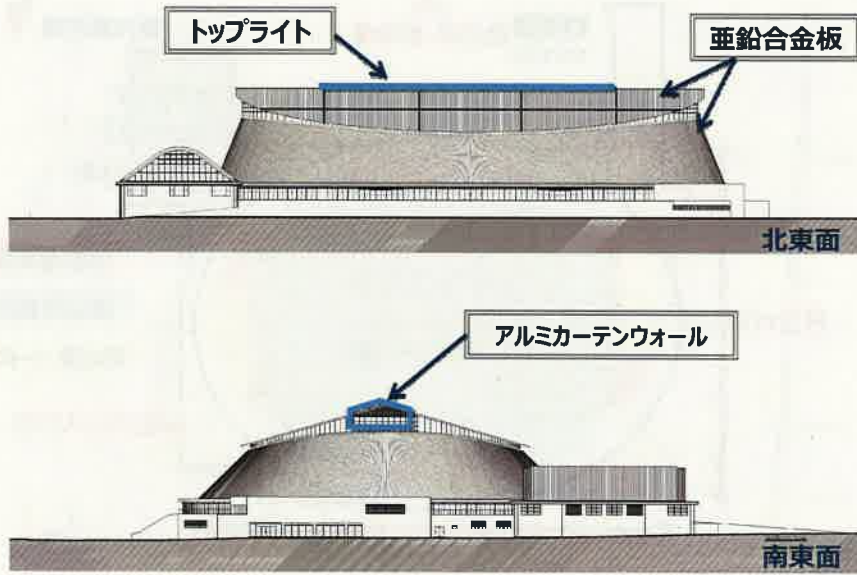 トップライト
亜鉛合金板
北東面
アルミカーテンウォール
南東面